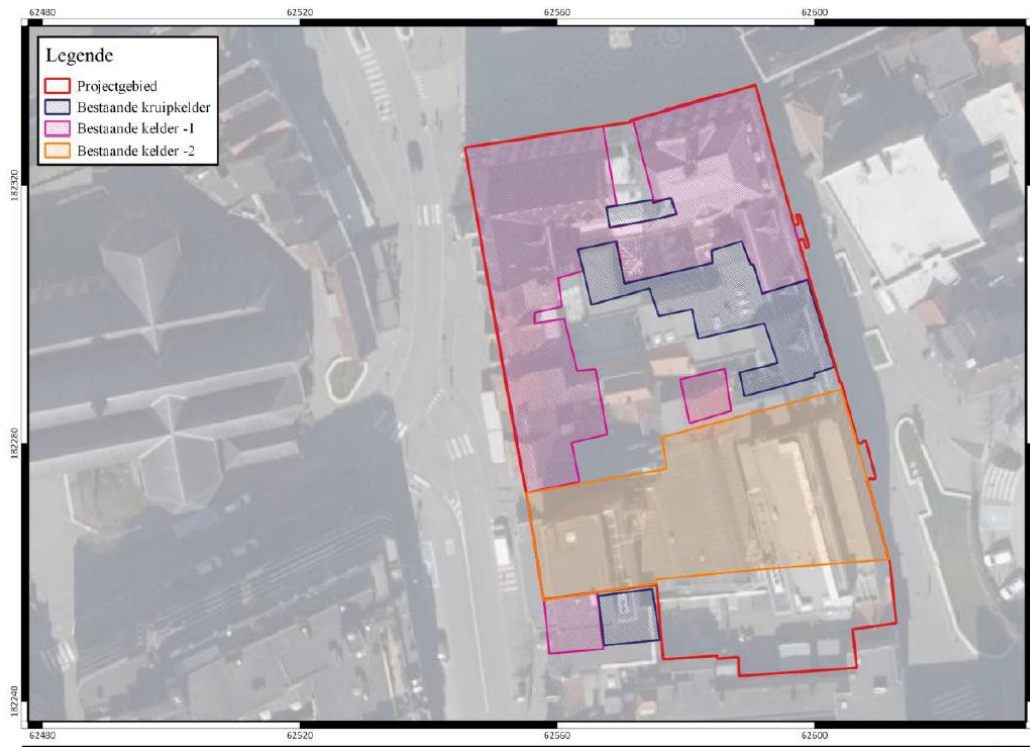 62480 62520 62560 62600
Legende
Projectgebied
Bestaande kruipkelder
Bestaande kelder -1
Bestaande kelder -2
182320
182280
182240
62480 62520 62560 62600